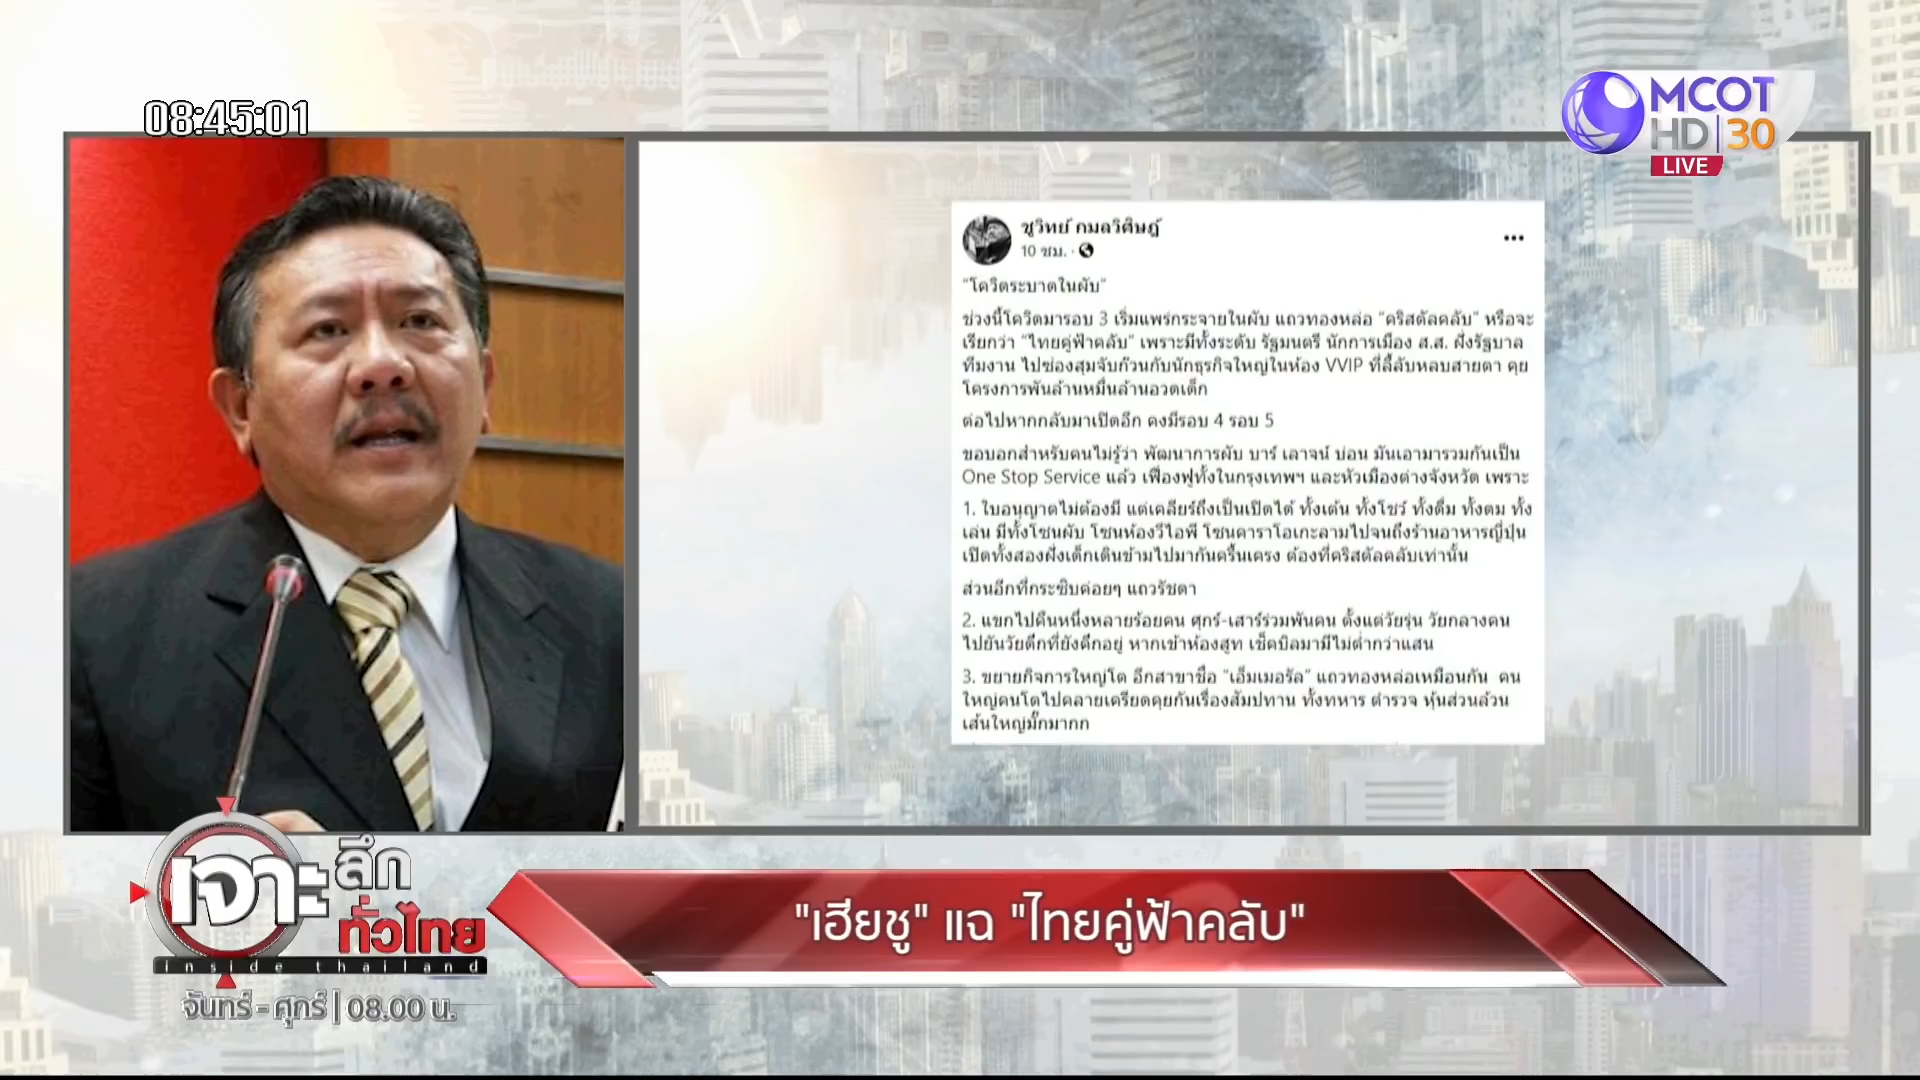 08:45:01
MCOT
HD 30
LIVE
ชูวิทย์ กมลวิศิษฎ์
10 ชม. ·
“โควิดระบาดในผับ”
ช่วงนี้โควิดมารอบ 3 เริ่มแพร่กระจายในผับ แถวทองหล่อ “คริสตัลคลับ” หรือจะ
เรียกว่า “ไทยคู่ฟ้าคลับ” เพราะมีทั้งระดับ รัฐมนตรี นักการเมือง ส.ส. ฝั่งรัฐบาล
ทีมงาน ไปซ่องสุมจับก๊วนกับนักธุรกิจใหญ่ในห้อง VVIP ที่ลี้ลับหลบสายตา คุย
โครงการพันล้านหมื่นล้านอวดเด็ก
ต่อไปหากกลับมาเปิดอีก คงมีรอบ 4 รอบ 5
ขอบอกสำหรับคนไม่รู้ว่า พัฒนาการผับ บาร์ เลาจน์ บ่อน มันเอามารวมกันเป็น
One Stop Service แล้ว เฟื่องฟูทั้งในกรุงเทพฯ และหัวเมืองต่างจังหวัด เพราะ
1. ใบอนุญาตไม่ต้องมี แต่เคลียร์ถึงเป็นเปิดได้ ทั้งเต้น ทั้งโชว์ ทั้งดื่ม ทั้งดม ทั้ง
เล่น มีทั้งโซนผับ โซนห้องวีไอพี โซนคาราโอเกะลามไปจนถึงร้านอาหารญี่ปุ่น
เปิดทั้งสองฝั่งเด็กเดินข้ามไปมากันครื้นเครง ต้องที่คริสตัลคลับเท่านั้น
ส่วนอีกที่กระซิบค่อยๆ แถวรัชดา
2. แขกไปคืนหนึ่งหลายร้อยคน ศุกร์-เสาร์ร่วมพันคน ตั้งแต่วัยรุ่น วัยกลางคน
ไปยันวัยดึกที่ยังคึกอยู่ หากเข้าห้องสูท เช็คบิลมามีไม่ต่ำกว่าแสน
3. ขยายกิจการใหญ่โต อีกสาขาชื่อ “เอ็มเมอรัล” แถวทองหล่อเหมือนกัน คน
ใหญ่คนโตไปคลายเครียดคุยกันเรื่องสัมปทาน ทั้งทหาร ตำรวจ หุ้นส่วนล้วน
เส้นใหญ่มั๊กมากก
เจาะลึก
ทั่วไทย
inside thailand
จันทร์ - ศุกร์ | 08.00 น.
"เฮียชู" แฉ "ไทยคู่ฟ้าคลับ"